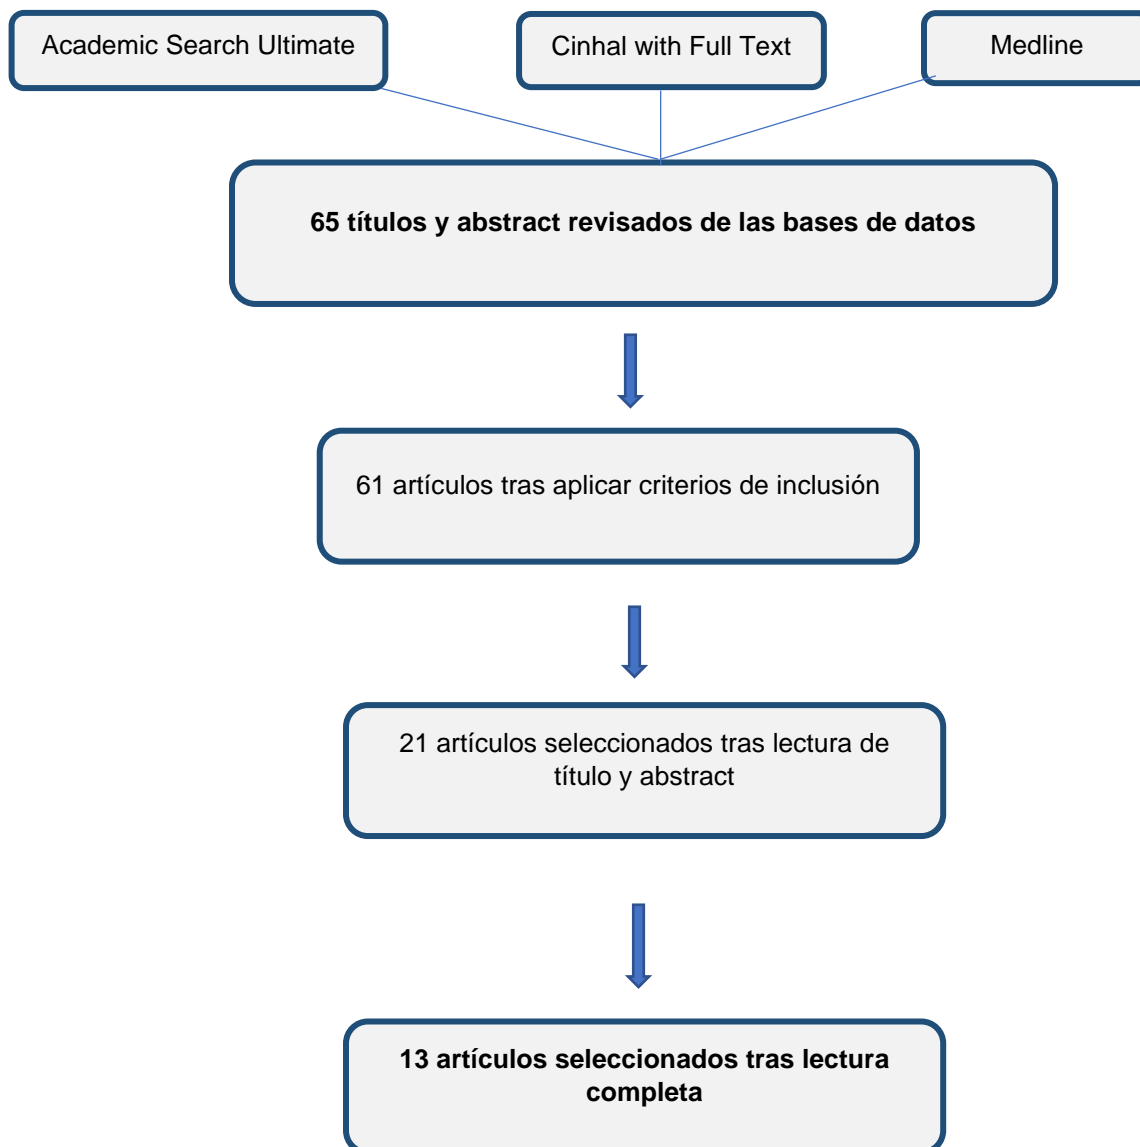 Academic Search Ultimate
Cinhal with Full Text
Medline
65 títulos y abstract revisados de las bases de datos
61 artículos tras aplicar criterios de inclusión
21 artículos seleccionados tras lectura de
título y abstract
13 artículos seleccionados tras lectura
completa